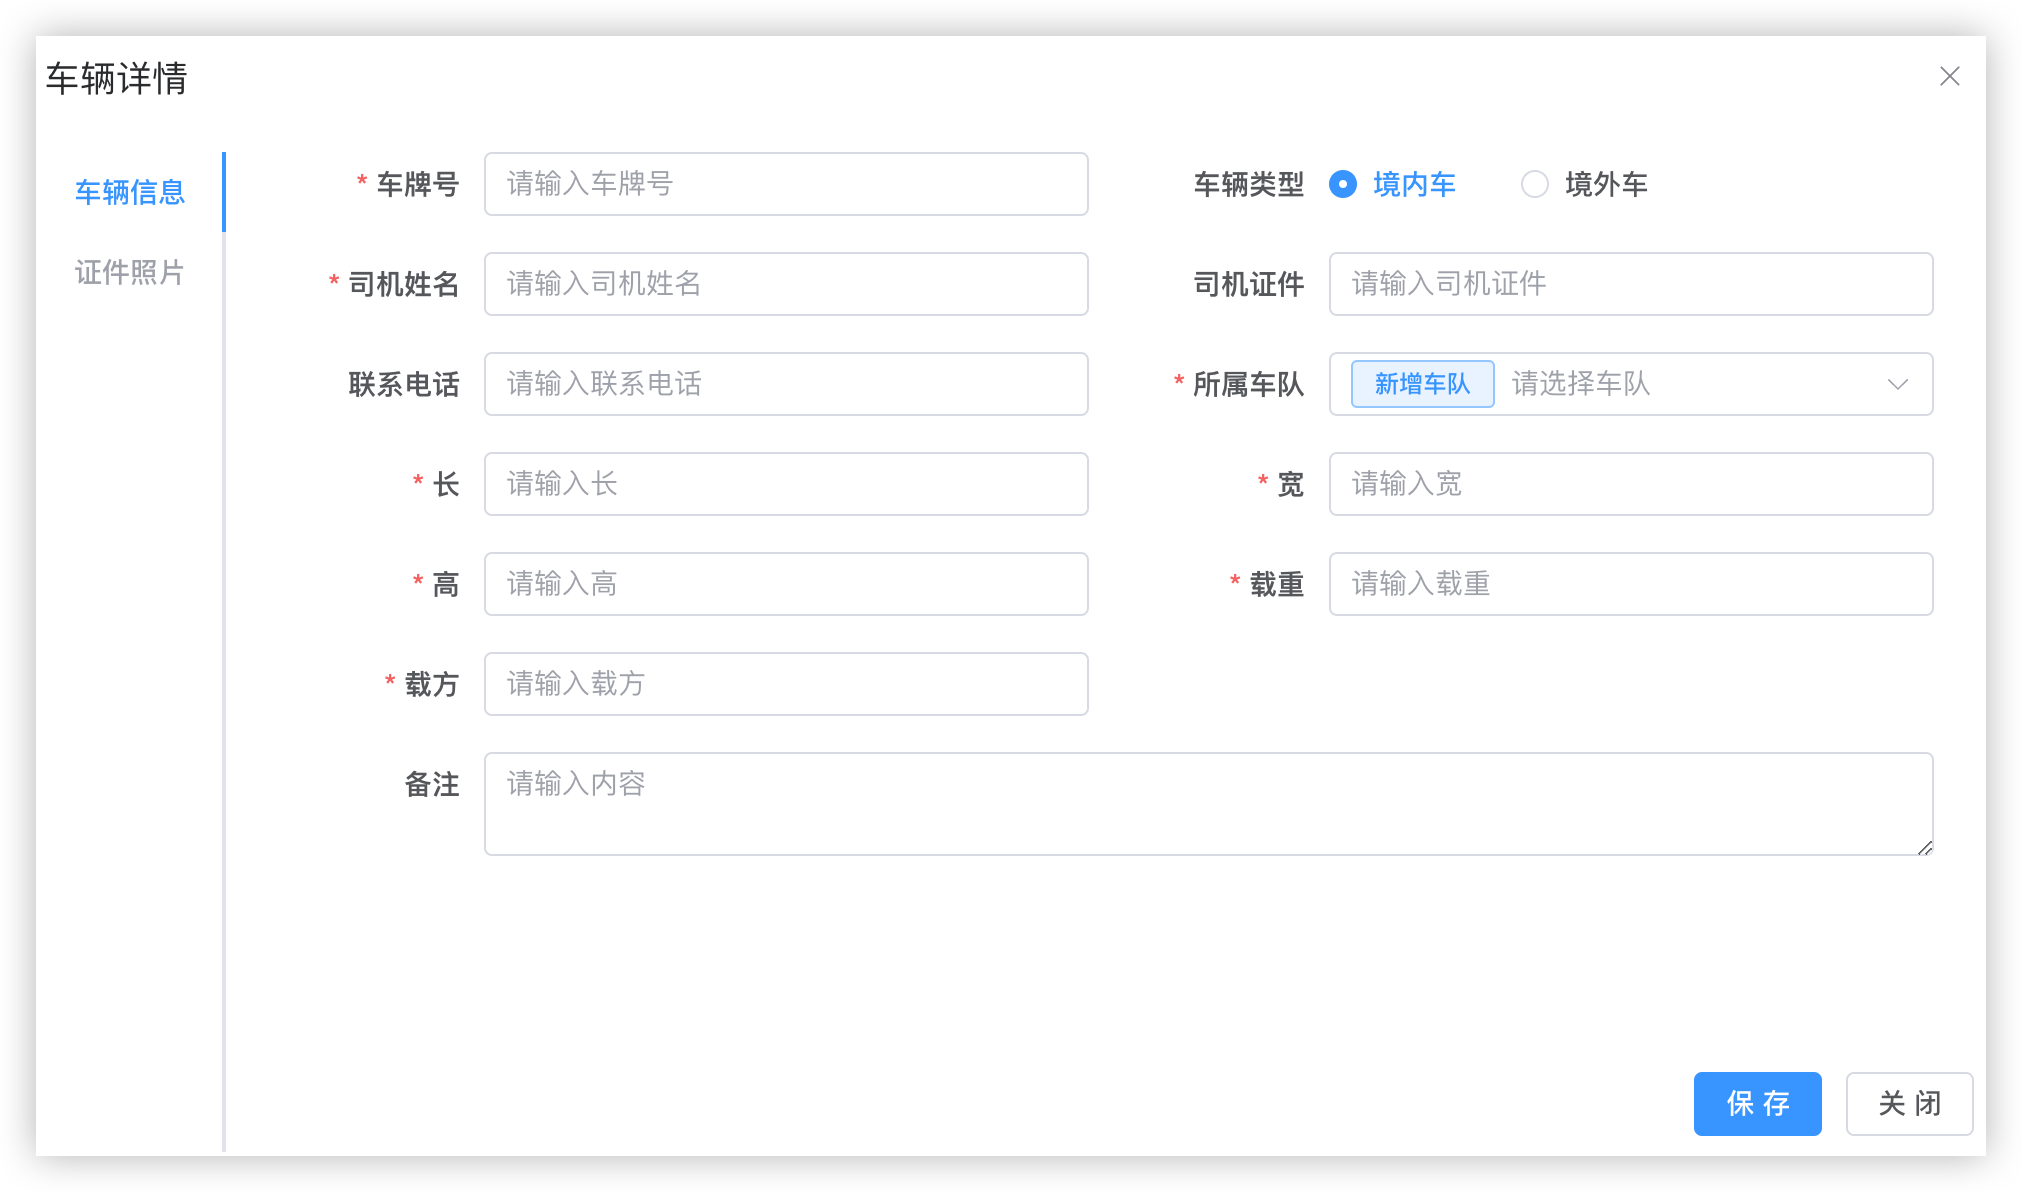 车辆详情
车辆信息
证件照片
* 车牌号 请输入车牌号 车辆类型 境内车 境外车
* 司机姓名 请输入司机姓名 司机证件 请输入司机证件
联系电话 请输入联系电话 * 所属车队 新增车队 请选择车队
* 长 请输入长 * 宽 请输入宽
* 高 请输入高 * 载重 请输入载重
* 载方 请输入载方
备注 请输入内容
保 存 关 闭